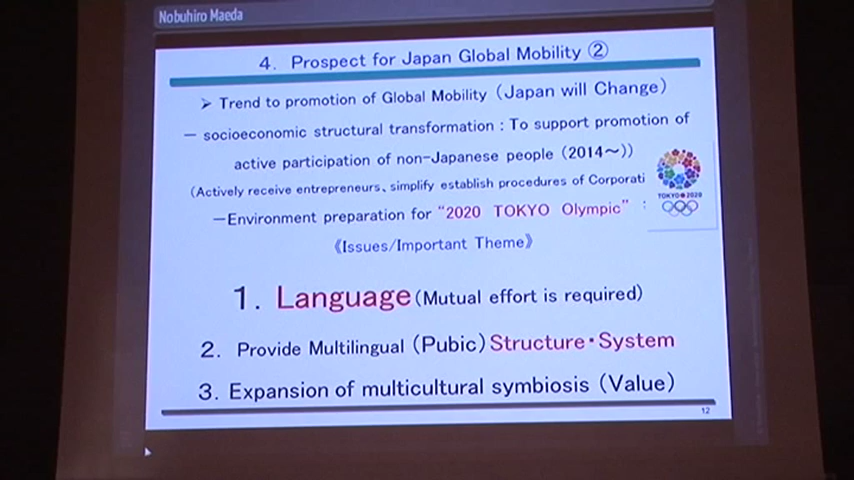 Nobuhiro Maeda
4. Prospect for Japan Global Mobility ②
➢ Trend to promotion of Global Mobility (Japan will Change)
— socioeconomic structural transformation : To support promotion of
active participation of non-Japanese people (2014~))
(Actively receive entrepreneurs、simplify establish procedures of Corporati
—Environment preparation for “2020 TOKYO Olympic” :
TOKYO 2020
《Issues/Important Theme》
1. Language (Mutual effort is required)
2. Provide Multilingual (Pubic) Structure・System
3. Expansion of multicultural symbiosis (Value)
12